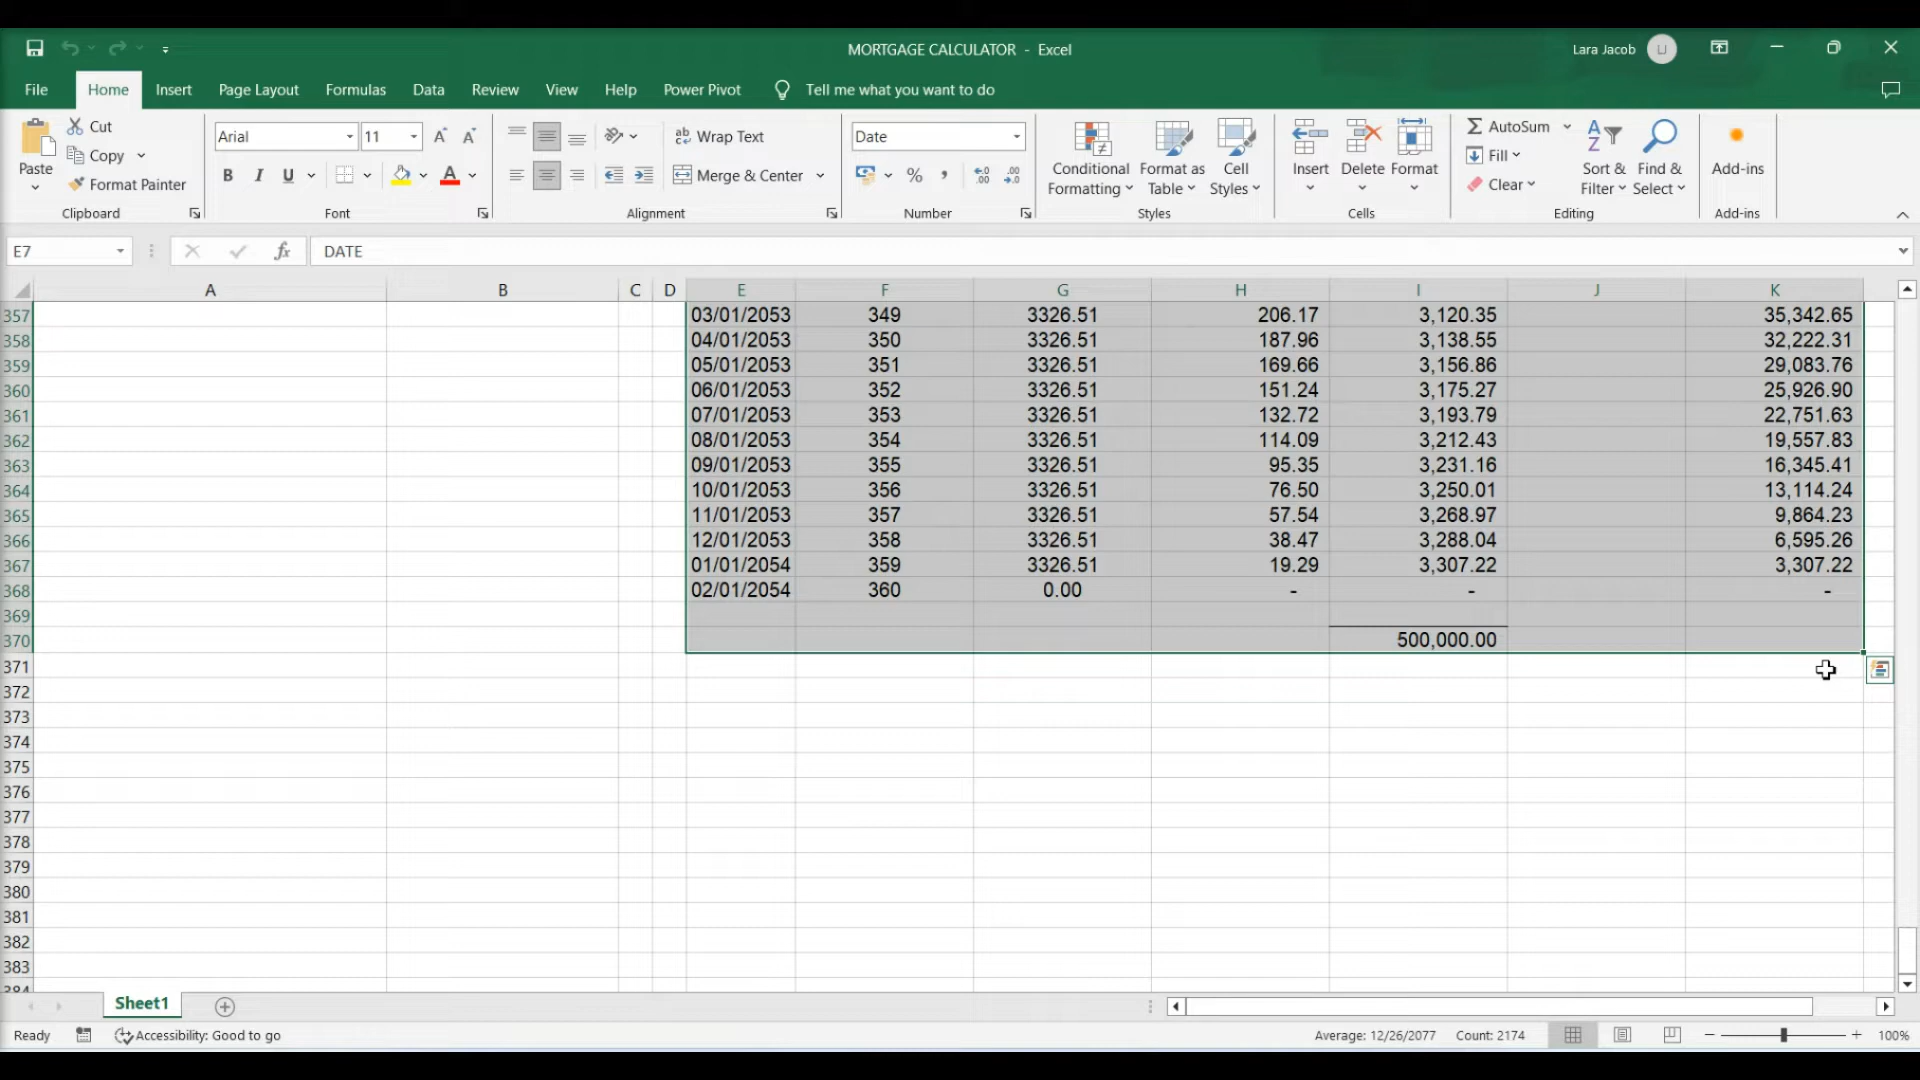 MORTGAGE CALCULATOR - Excel
Lara Jacob LJ
File Home Insert Page Layout Formulas Data Review View Help Power Pivot Tell me what you want to do
Paste
Cut
Copy
Format Painter
Clipboard
Arial 11
B I U
Font
Wrap Text
Merge & Center
Alignment
Date
%
Number
Conditional Formatting
Format as Table
Cell Styles
Styles
Insert Delete Format
Cells
AutoSum
Fill
Clear
Sort & Filter
Find & Select
Editing
Add-ins
Add-ins
E7 fx DATE
A B C D E F G H I J K
357 03/01/2053 349 3326.51 206.17 3,120.35 35,342.65
358 04/01/2053 350 3326.51 187.96 3,138.55 32,222.31
359 05/01/2053 351 3326.51 169.66 3,156.86 29,083.76
360 06/01/2053 352 3326.51 151.24 3,175.27 25,926.90
361 07/01/2053 353 3326.51 132.72 3,193.79 22,751.63
362 08/01/2053 354 3326.51 114.09 3,212.43 19,557.83
363 09/01/2053 355 3326.51 95.35 3,231.16 16,345.41
364 10/01/2053 356 3326.51 76.50 3,250.01 13,114.24
365 11/01/2053 357 3326.51 57.54 3,268.97 9,864.23
366 12/01/2053 358 3326.51 38.47 3,288.04 6,595.26
367 01/01/2054 359 3326.51 19.29 3,307.22 3,307.22
368 02/01/2054 360 0.00 - - -
369
370 500,000.00
371
372
373
374
375
376
377
378
379
380
381
382
383
384
Sheet1
Ready Accessibility: Good to go Average: 12/26/2077 Count: 2174 100%